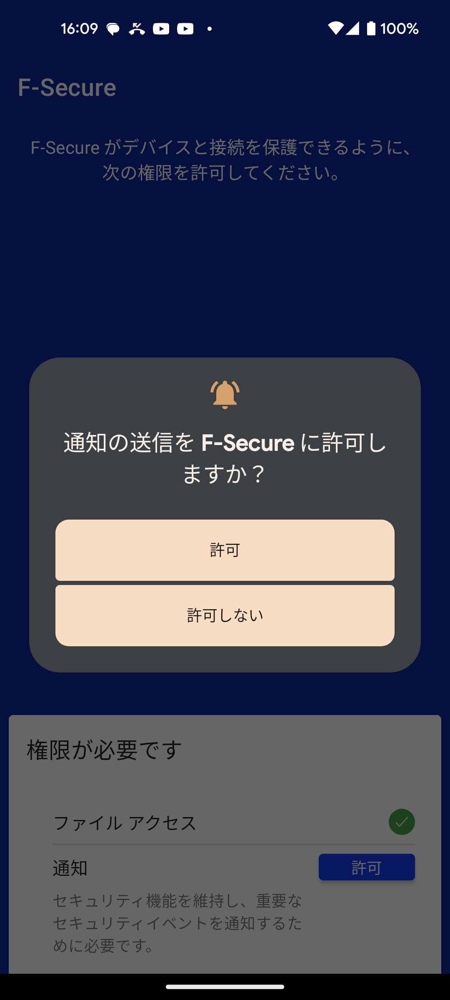 16:09
100%
F-Secure
F-Secure がデバイスと接続を保護できるように、
次の権限を許可してください。
通知の送信を F-Secure に許可し
ますか？
許可
許可しない
権限が必要です
ファイル アクセス
通知
許可
セキュリティ機能を維持し、重要な
セキュリティイベントを通知するた
めに必要です。